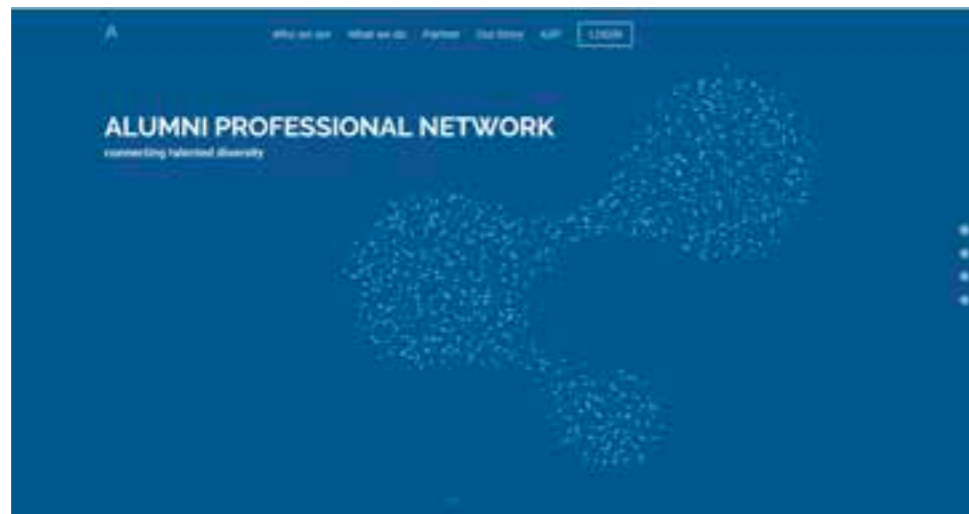 A
Who we are What we do Partner Our Story LOGIN
ALUMNI PROFESSIONAL NETWORK
connecting talented diversity